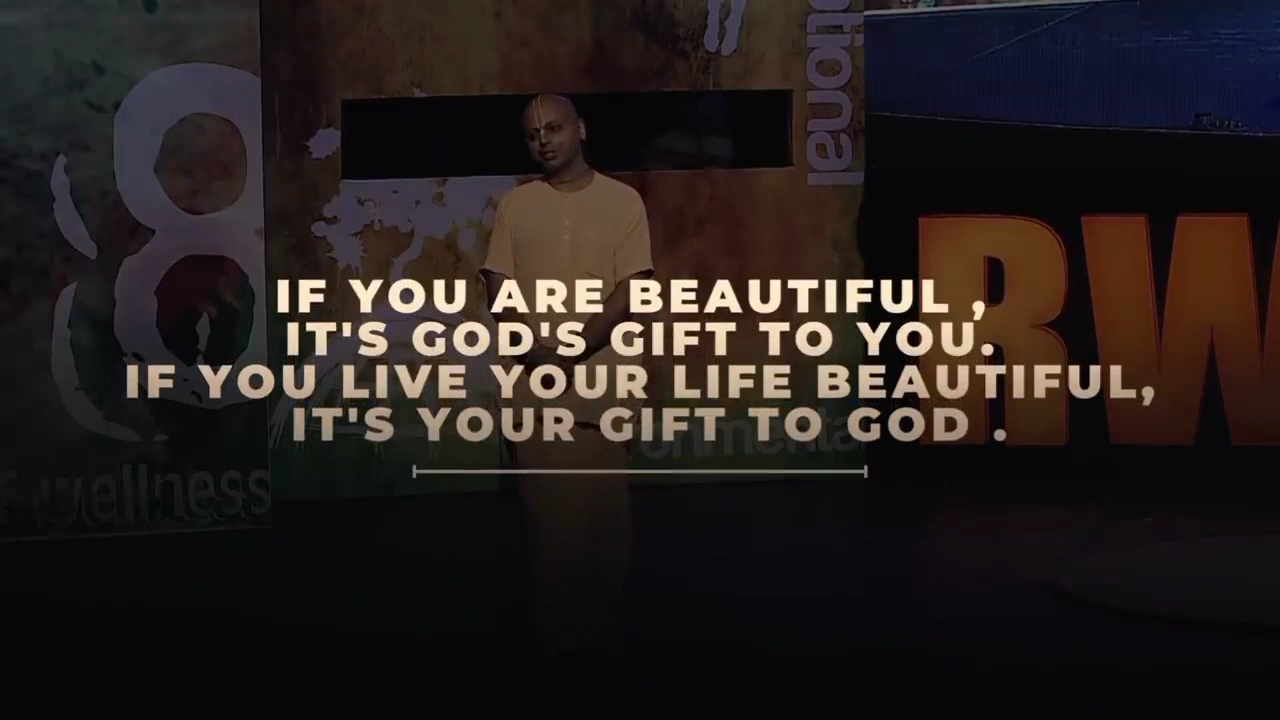 8
tional
RW
IF YOU ARE BEAUTIFUL ,
IT'S GOD'S GIFT TO YOU.
IF YOU LIVE YOUR LIFE BEAUTIFUL,
IT'S YOUR GIFT TO GOD .
wellness